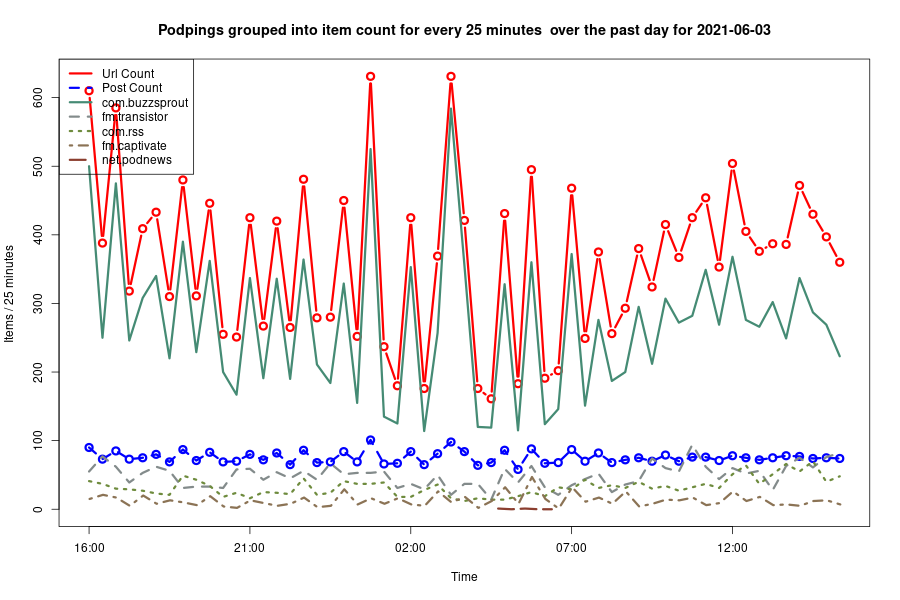 Podpings grouped into item count for every 25 minutes  over the past day for 2021-06-03
Url Count
Post Count
com.buzzsprout
fm.transistor
com.rss
fm.captivate
net.podnews
600
500
400
300
200
100
0
Items / 25 minutes
16:00 21:00 02:00 07:00 12:00
Time